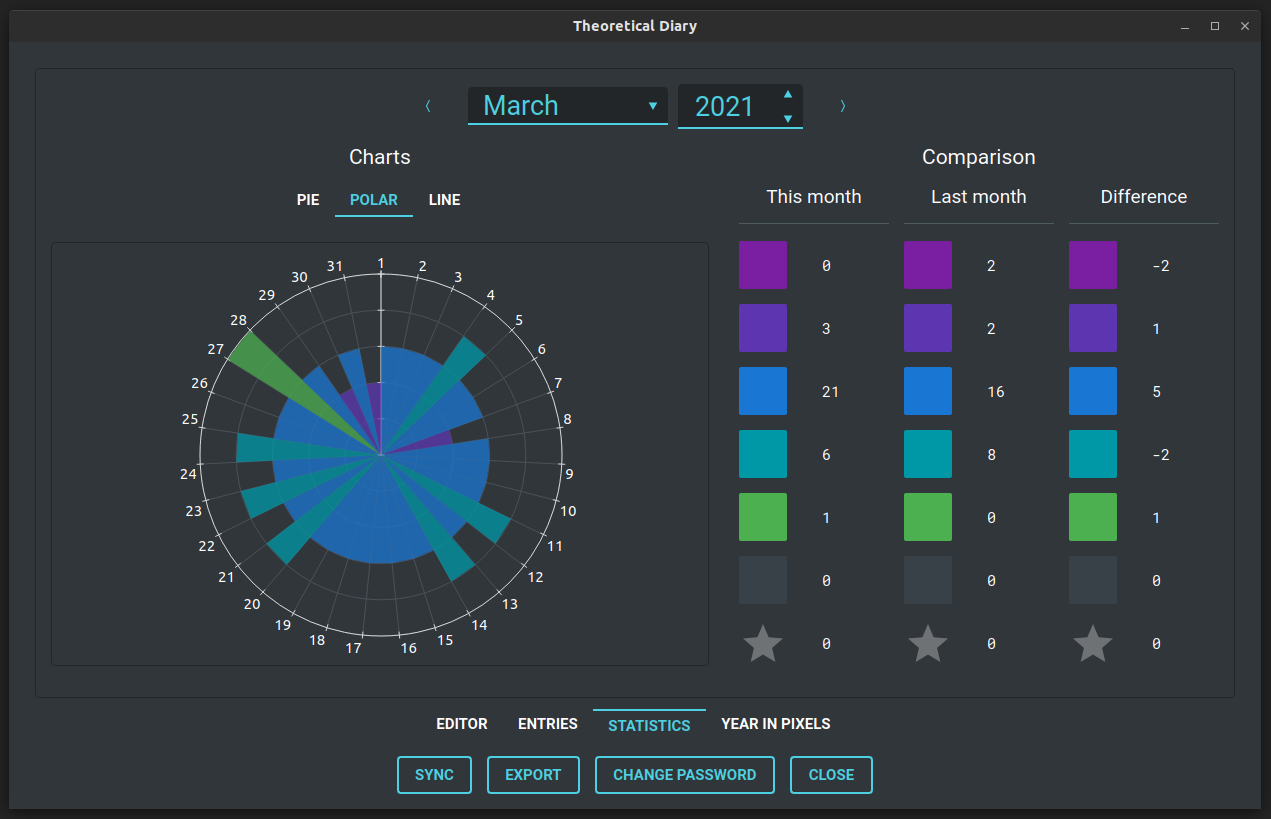 Theoretical Diary
March 2021
Charts
PIE POLAR LINE
1
2
3
4
5
6
7
8
9
10
11
12
13
14
15
16
17
18
19
20
21
22
23
24
25
26
27
28
29
30
31
Comparison
This month Last month Difference
0 2 -2
3 2 1
21 16 5
6 8 -2
1 0 1
0 0 0
0 0 0
EDITOR ENTRIES STATISTICS YEAR IN PIXELS
SYNC EXPORT CHANGE PASSWORD CLOSE